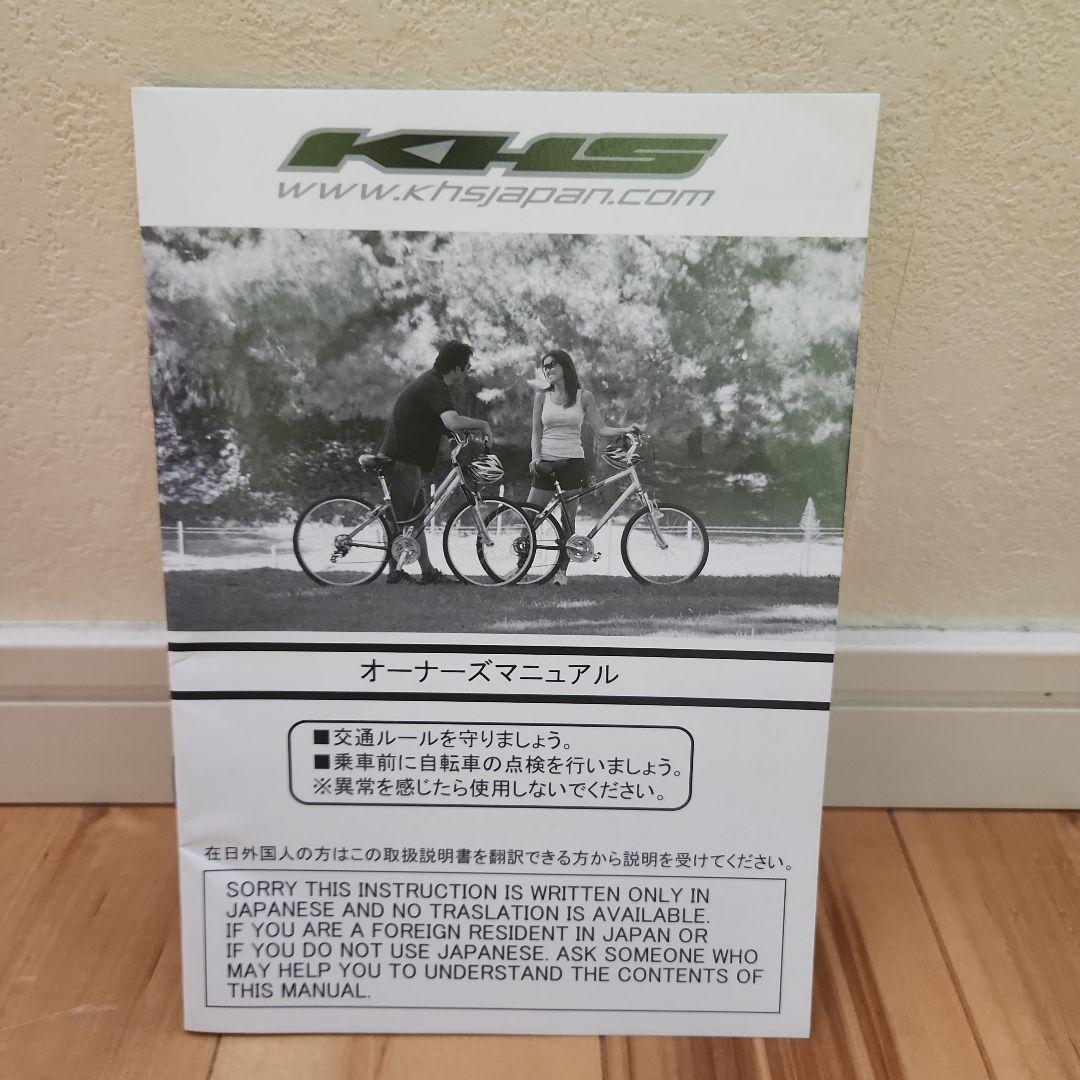 KHS
www.khsjapan.com
オーナーズマニュアル
■交通ルールを守りましょう。
■乗車前に自転車の点検を行いましょう。
※異常を感じたら使用しないでください。
在日外国人の方はこの取扱説明書を翻訳できる方から説明を受けてください。
SORRY THIS INSTRUCTION IS WRITTEN ONLY IN
JAPANESE AND NO TRASLATION IS AVAILABLE.
IF YOU ARE A FOREIGN RESIDENT IN JAPAN OR
IF YOU DO NOT USE JAPANESE. ASK SOMEONE WHO
MAY HELP YOU TO UNDERSTAND THE CONTENTS OF
THIS MANUAL.